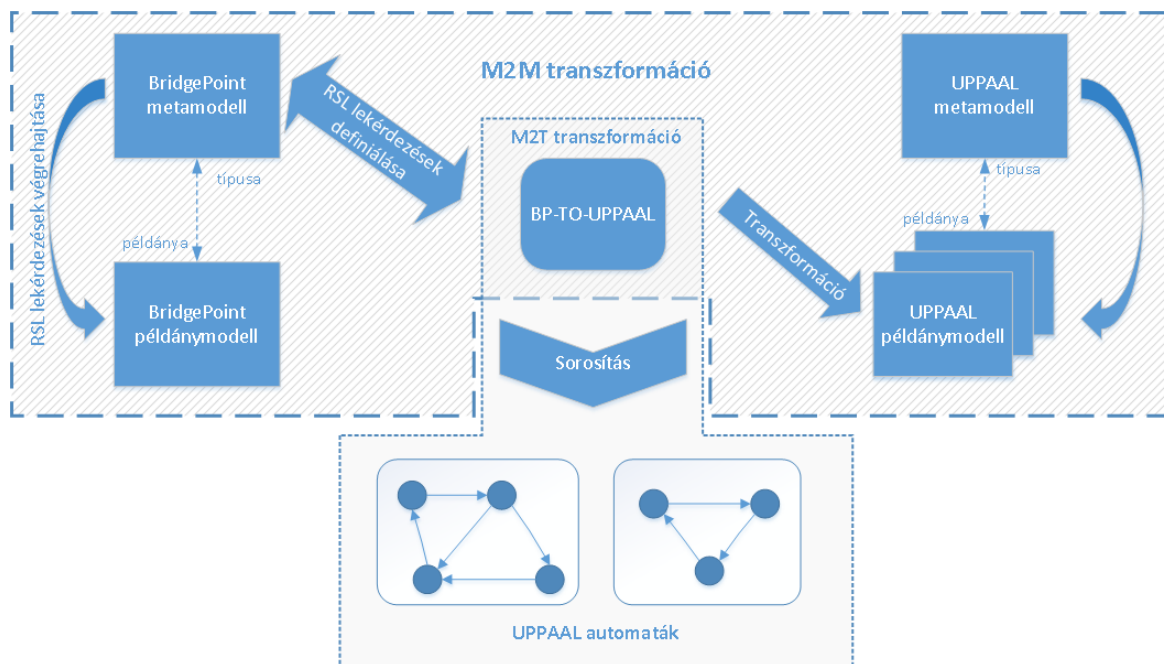 M2M transzformáció
BridgePoint
metamodell
RSL lekérdezések végrehajtása
típusa
példánya
BridgePoint
példánymodell
RSL lekérdezések
definiálása
M2T transzformáció
BP-TO-UPPAAL
Transzformáció
UPPAAL
metamodell
típusa
példánya
UPPAAL
példánymodell
Sorosítás
UPPAAL automaták